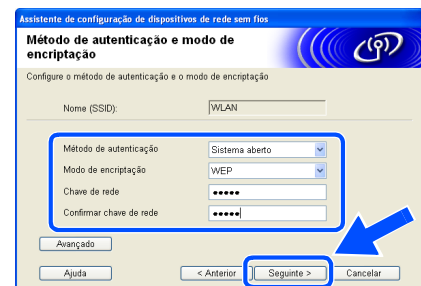 Assistente de configuração de dispositivos de rede sem fios
Método de autenticação e modo de
encriptação
Configure o método de autenticação e o modo de encriptação
Nome (SSID): WLAN
Método de autenticação Sistema aberto
Modo de encriptação WEP
Chave de rede •••••
Confirmar chave de rede •••••
Avançado
Ajuda < Anterior Seguinte > Cancelar